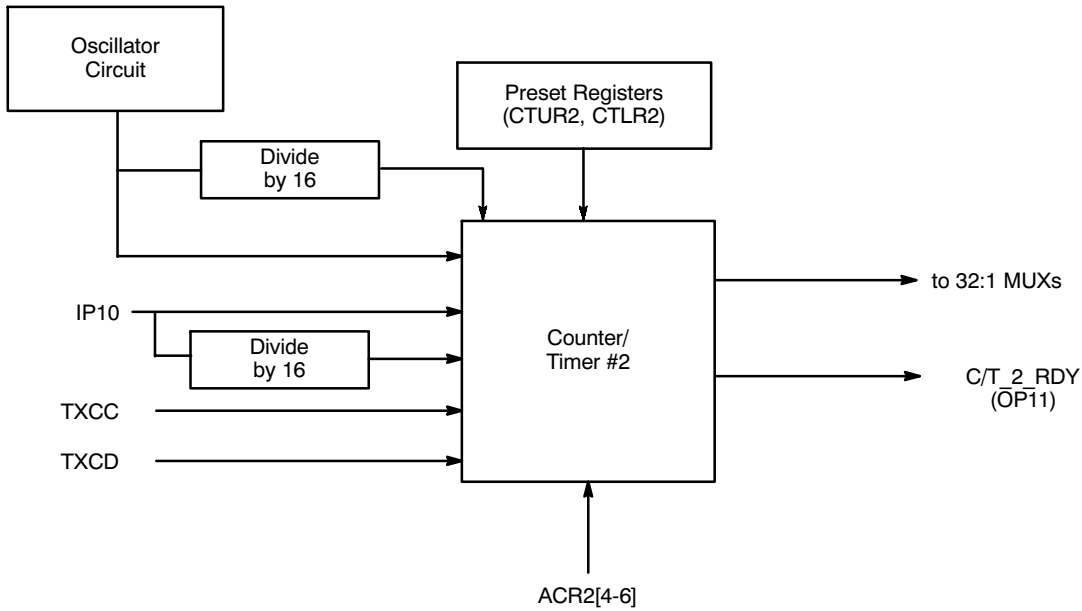 Oscillator
Circuit
Preset Registers
(CTUR2, CTLR2)
Divide
by 16
IP10
Divide
by 16
TXCC
TXCD
Counter/
Timer #2
to 32:1 MUXs
C/T_2_RDY
(OP11)
ACR2[4-6]